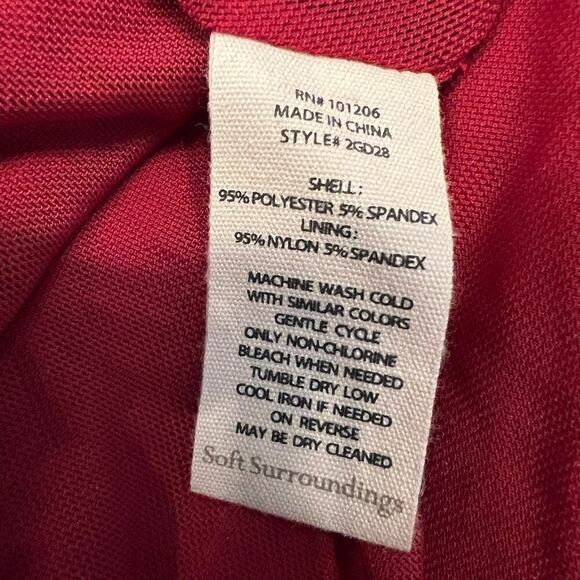 RN# 101206
MADE IN CHINA
STYLE# 2GD28
SHELL:
95% POLYESTER 5% SPANDEX
LINING:
95% NYLON 5% SPANDEX
MACHINE WASH COLD
WITH SIMILAR COLORS
GENTLE CYCLE
ONLY NON-CHLORINE
BLEACH WHEN NEEDED
TUMBLE DRY LOW
COOL IRON IF NEEDED
ON REVERSE
MAY BE DRY CLEANED
Soft Surroundings